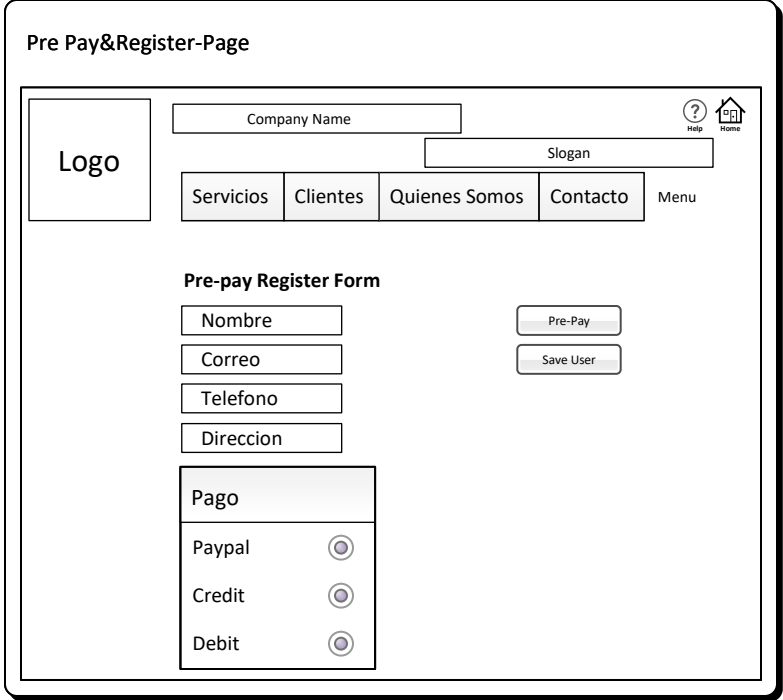 Pre Pay&Register-Page
Company Name
Help
Home
Logo
Slogan
Servicios Clientes Quienes Somos Contacto Menu
Pre-pay Register Form
Nombre
Pre-Pay
Correo
Save User
Telefono
Direccion
Pago
Paypal
Credit
Debit